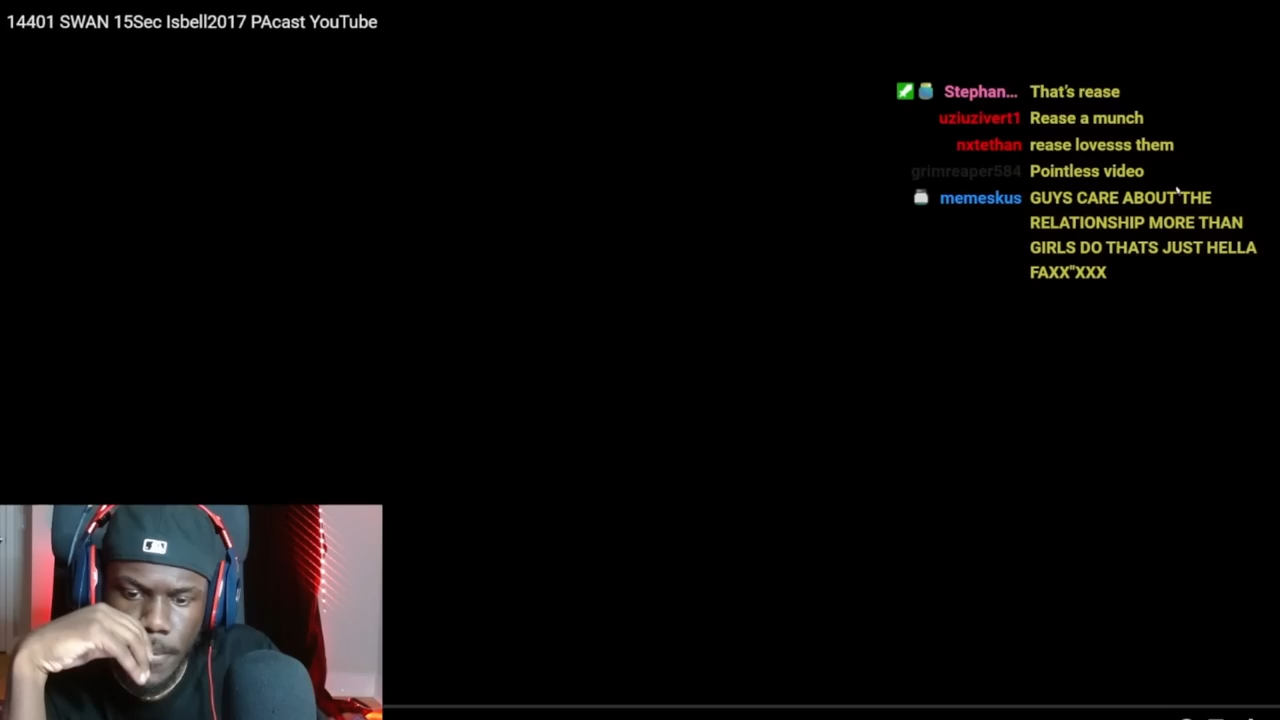 14401 SWAN 15Sec Isbell2017 PAcast YouTube
Stephan… That's rease
uziuzivert1 Rease a munch
nxtethan rease lovesss them
grimreaper584 Pointless video
memeskus GUYS CARE ABOUT THE
RELATIONSHIP MORE THAN
GIRLS DO THATS JUST HELLA
FAXX"XXX